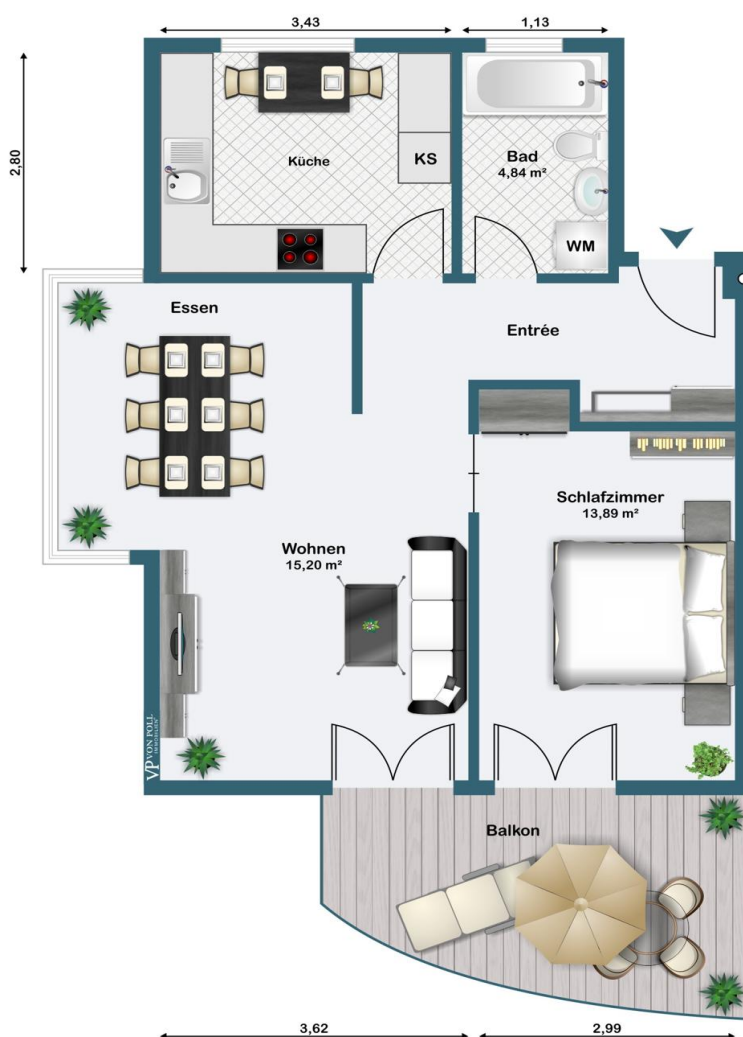 3,43
1,13
2,80
Küche
KS
Bad
4,84 m²
WM
Essen
Entrée
Schlafzimmer
13,89 m²
Wohnen
15,20 m²
VP VON POLL
IMMOBILIEN
Balkon
3,62
2,99